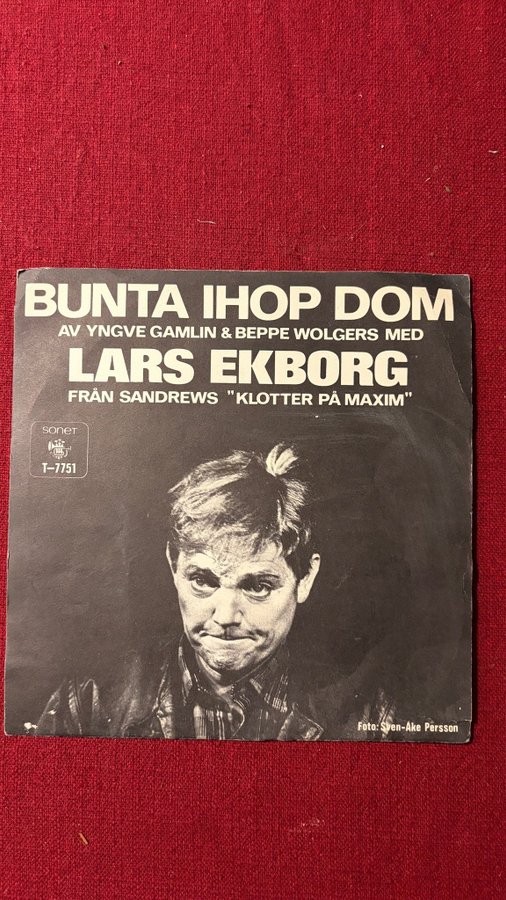 BUNTA IHOP DOM
AV YNGVE GAMLIN & BEPPE WOLGERS MED
LARS EKBORG
FRÅN SANDREWS "KLOTTER PÅ MAXIM"
SONET
T-7751
Foto: Sven-Åke Persson